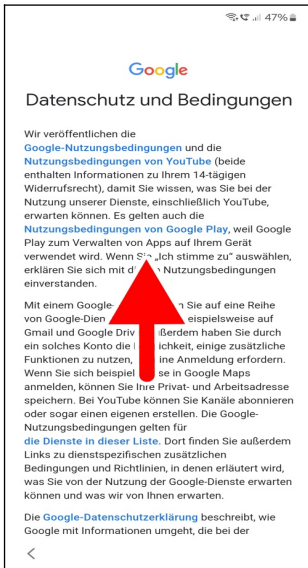 47%
Google
Datenschutz und Bedingungen
Wir veröffentlichen die
Google-Nutzungsbedingungen und die
Nutzungsbedingungen von YouTube (beide
enthalten Informationen zu Ihrem 14-tägigen
Widerrufsrecht), damit Sie wissen, was Sie bei der
Nutzung unserer Dienste, einschließlich YouTube,
erwarten können. Es gelten auch die
Nutzungsbedingungen von Google Play, weil Google
Play zum Verwalten von Apps auf Ihrem Gerät
verwendet wird. Wenn Sie „Ich stimme zu" auswählen,
erklären Sie sich mit Nutzungsbedingungen
einverstanden.
Mit einem Google- Sie auf eine Reihe
von Google-Dien eispielsweise auf
Gmail und Google Driv ßerdem haben Sie durch
ein solches Konto die lichkeit, einige zusätzliche
Funktionen zu nutzen, ine Anmeldung erfordern.
Wenn Sie sich beispiel se in Google Maps
anmelden, können Sie Ihre Privat- und Arbeitsadresse
speichern. Bei YouTube können Sie Kanäle abonnieren
oder sogar einen eigenen erstellen. Die Google-
Nutzungsbedingungen gelten für
die Dienste in dieser Liste. Dort finden Sie außerdem
Links zu dienstspezifischen zusätzlichen
Bedingungen und Richtlinien, in denen erläutert wird,
was Sie von der Nutzung der Google-Dienste erwarten
können und was wir von Ihnen erwarten.
Die Google-Datenschutzerklärung beschreibt, wie
Google mit Informationen umgeht, die bei der